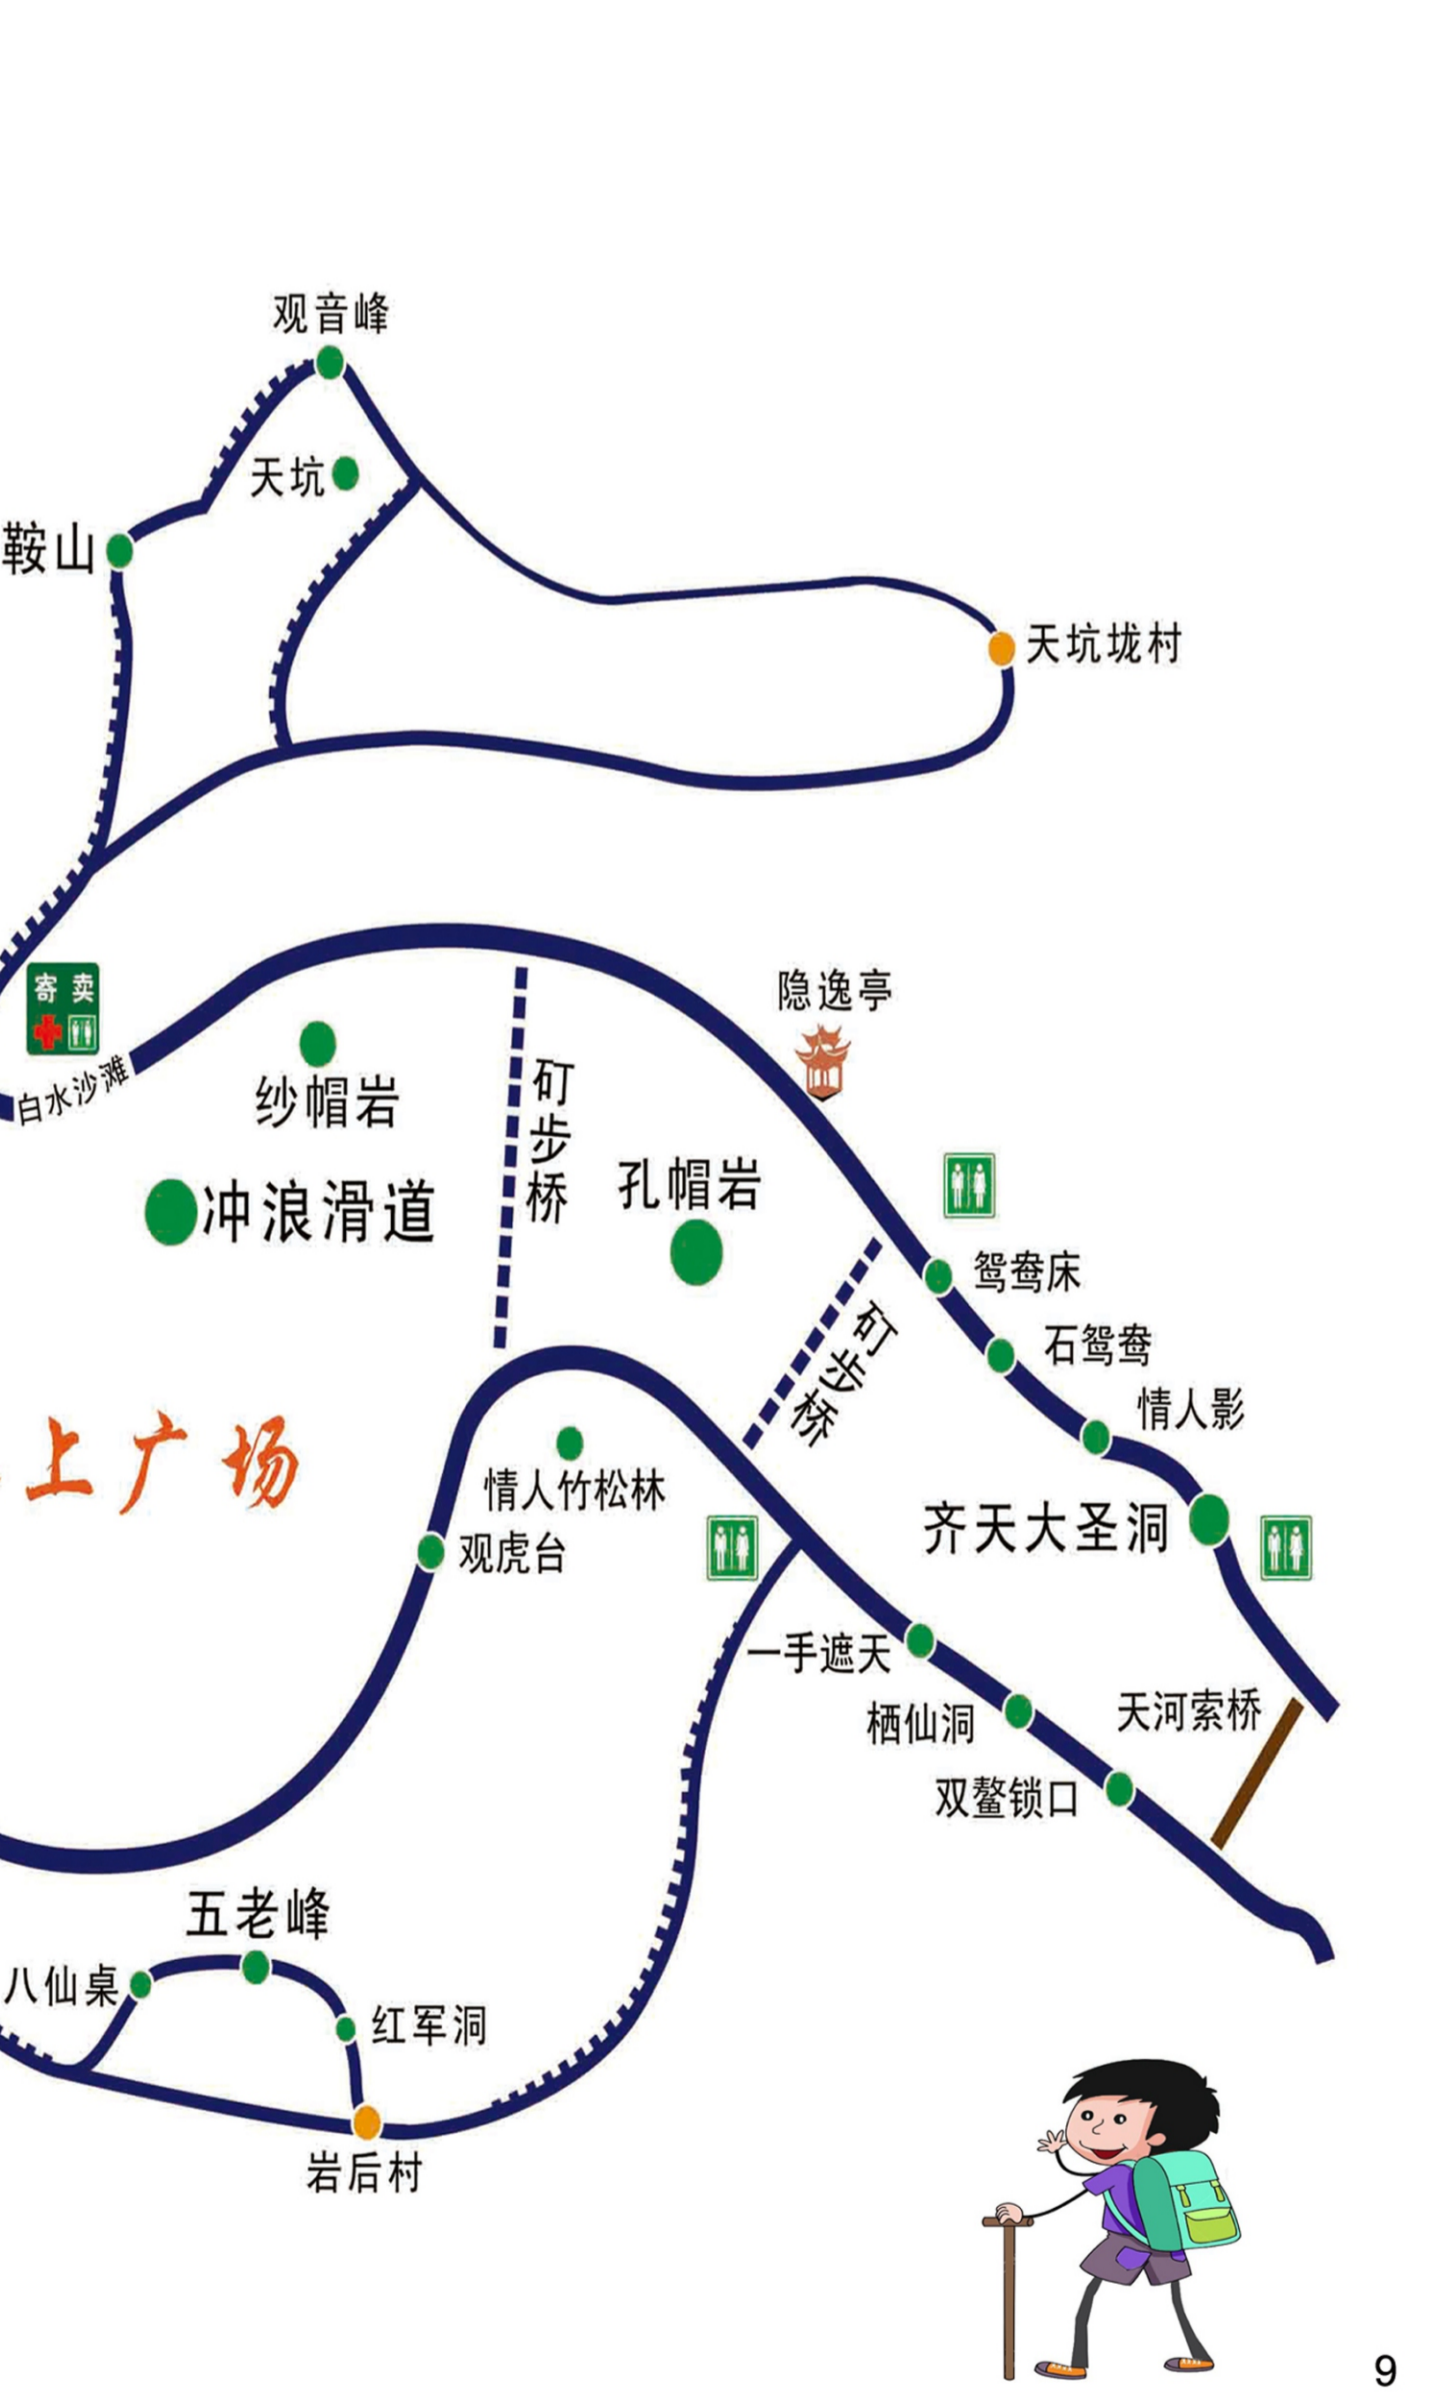 观音峰
天坑
鞍山
天坑垅村
寄卖
白水沙滩
隐逸亭
纱帽岩
矴步桥
孔帽岩
冲浪滑道
鸳鸯床
石鸳鸯
矴步桥
情人影
上广场
情人竹松林
观虎台
齐天大圣洞
一手遮天
栖仙洞
天河索桥
双鳌锁口
五老峰
八仙桌
红军洞
岩后村
9